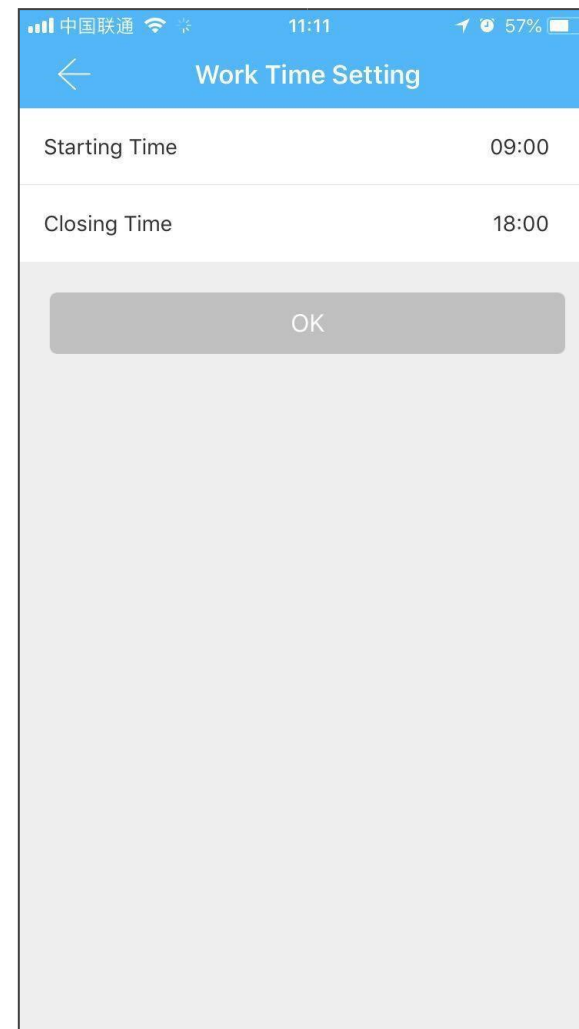 中国联通 11:11 57%
Work Time Setting
Starting Time 09:00
Closing Time 18:00
OK